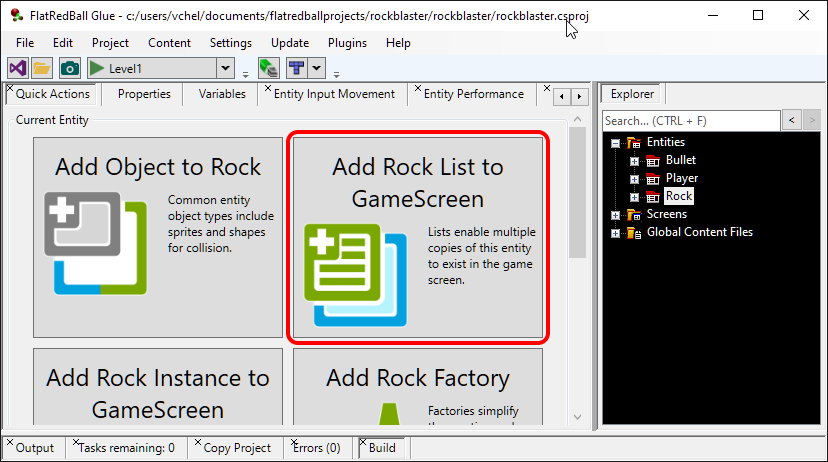 FlatRedBall Glue - c:/users/vchel/documents/flatredballprojects/rockblaster/rockblaster/rockblaster.csproj
File Edit Project Content Settings Update Plugins Help
Level1
Quick Actions Properties Variables Entity Input Movement Entity Performance
Explorer
Current Entity
Search... (CTRL + F)
< >
Add Object to Rock
Common entity
object types include
sprites and shapes
for collision.
Add Rock List to
GameScreen
Lists enable multiple
copies of this entity
to exist in the game
screen.
Add Rock Instance to
GameScreen
Add Rock Factory
Factories simplify
Entities
Bullet
Player
Rock
Screens
Global Content Files
Output Tasks remaining: 0 Copy Project Errors (0) Build